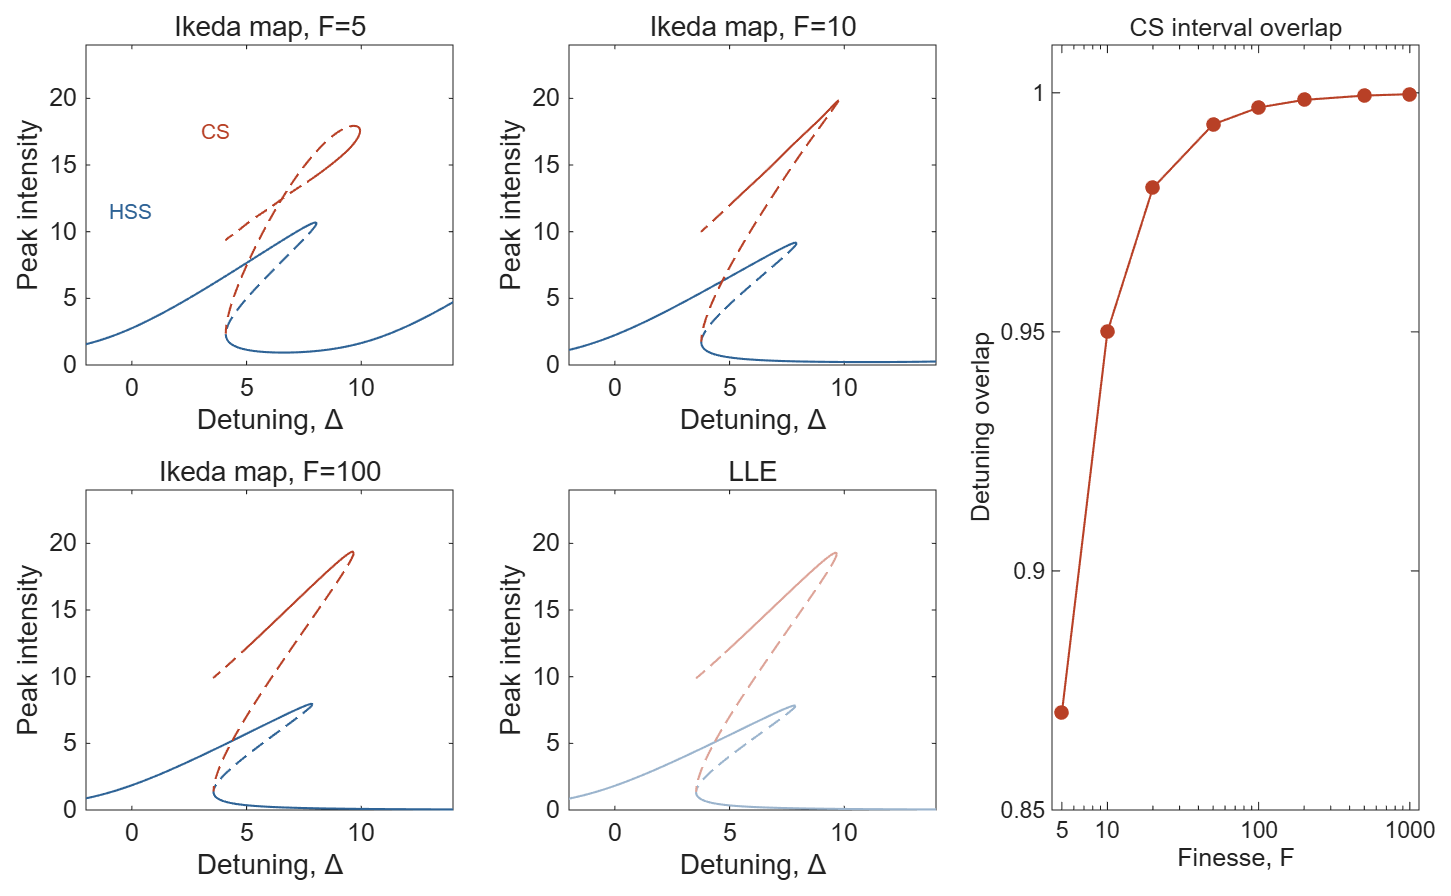 Ikeda map, F=5
Peak intensity
20
15
10
5
0
CS
HSS
0 5 10
Detuning, Δ
Ikeda map, F=10
Peak intensity
20
15
10
5
0
0 5 10
Detuning, Δ
Ikeda map, F=100
Peak intensity
20
15
10
5
0
0 5 10
Detuning, Δ
LLE
Peak intensity
20
15
10
5
0
0 5 10
Detuning, Δ
CS interval overlap
Detuning overlap
1
0.95
0.9
0.85
5 10 100 1000
Finesse, F